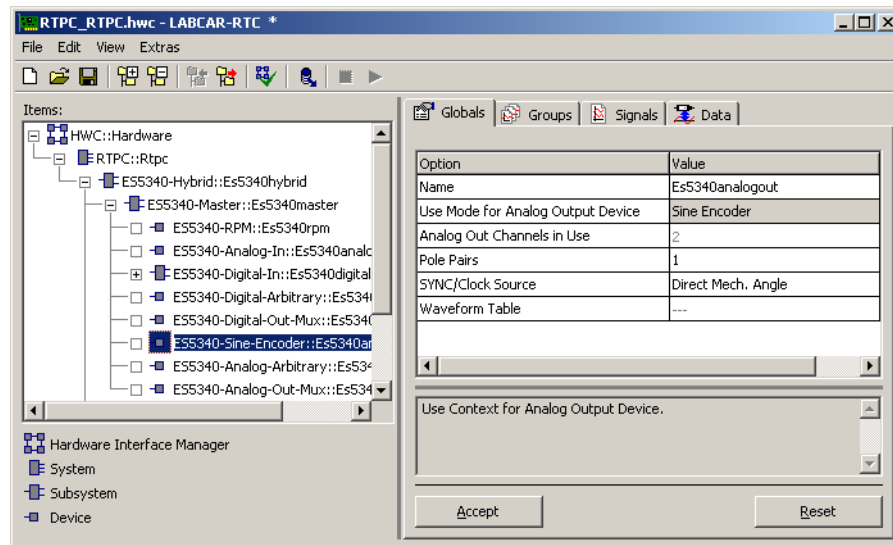 RTPC_RTPC.hwc - LABCAR-RTC *
File Edit View Extras
Items:
HWC::Hardware
RTPC::Rtpc
ES5340-Hybrid::Es5340hybrid
ES5340-Master::Es5340master
ES5340-RPM::Es5340rpm
ES5340-Analog-In::Es5340analo
ES5340-Digital-In::Es5340digital
ES5340-Digital-Arbitrary::Es534
ES5340-Digital-Out-Mux::Es534
ES5340-Sine-Encoder::Es5340an
ES5340-Analog-Arbitrary::Es534
ES5340-Analog-Out-Mux::Es534
Hardware Interface Manager
System
Subsystem
Device
Globals Groups Signals Data
Option Value
Name Es5340analogout
Use Mode for Analog Output Device Sine Encoder
Analog Out Channels in Use 2
Pole Pairs 1
SYNC/Clock Source Direct Mech. Angle
Waveform Table ---
Use Context for Analog Output Device.
Accept Reset